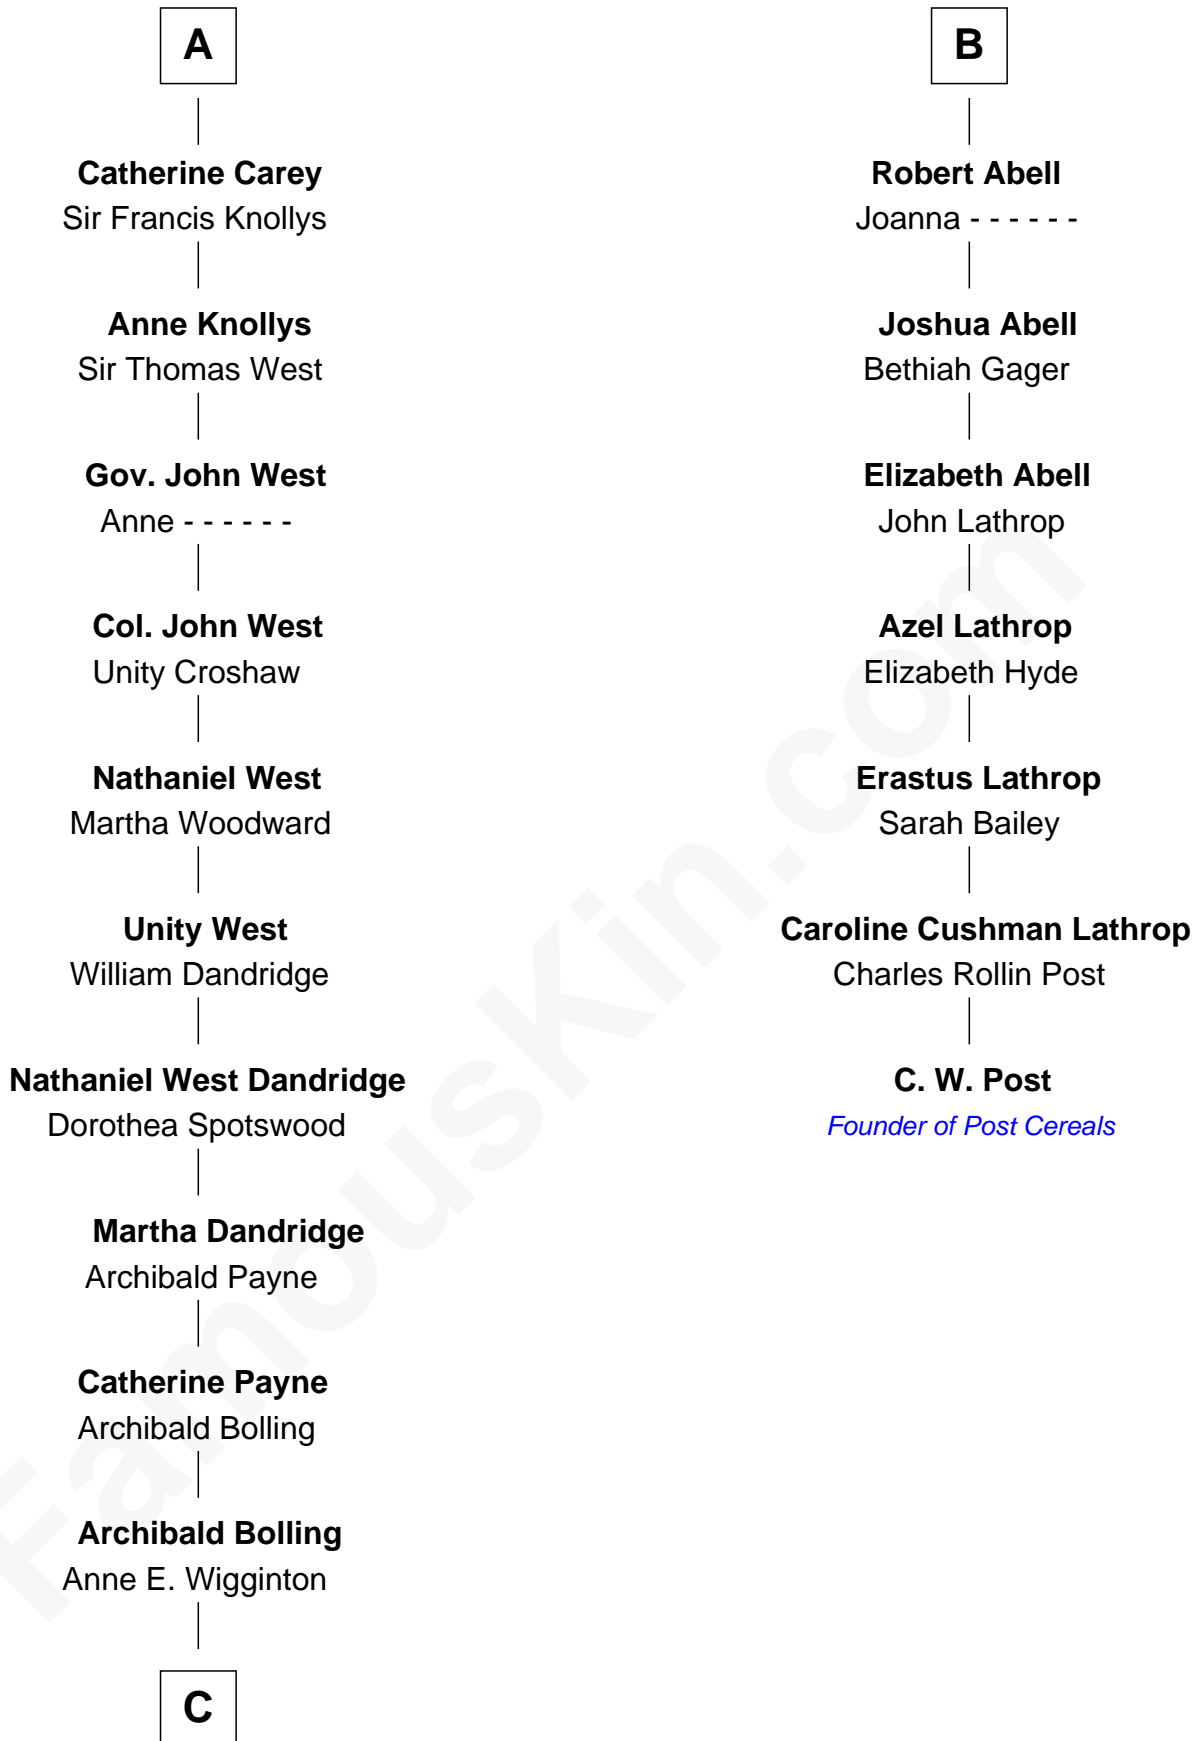 A
Catherine Carey
Sir Francis Knollys
Anne Knollys
Sir Thomas West
Gov. John West
Anne - - - - - -
Col. John West
Unity Croshaw
Nathaniel West
Martha Woodward
Unity West
William Dandridge
Nathaniel West Dandridge
Dorothea Spotswood
Martha Dandridge
Archibald Payne
Catherine Payne
Archibald Bolling
Archibald Bolling
Anne E. Wigginton
C
B
Robert Abell
Joanna - - - - - -
Joshua Abell
Bethiah Gager
Elizabeth Abell
John Lathrop
Azel Lathrop
Elizabeth Hyde
Erastus Lathrop
Sarah Bailey
Caroline Cushman Lathrop
Charles Rollin Post
C. W. Post
Founder of Post Cereals
FamousKin.com